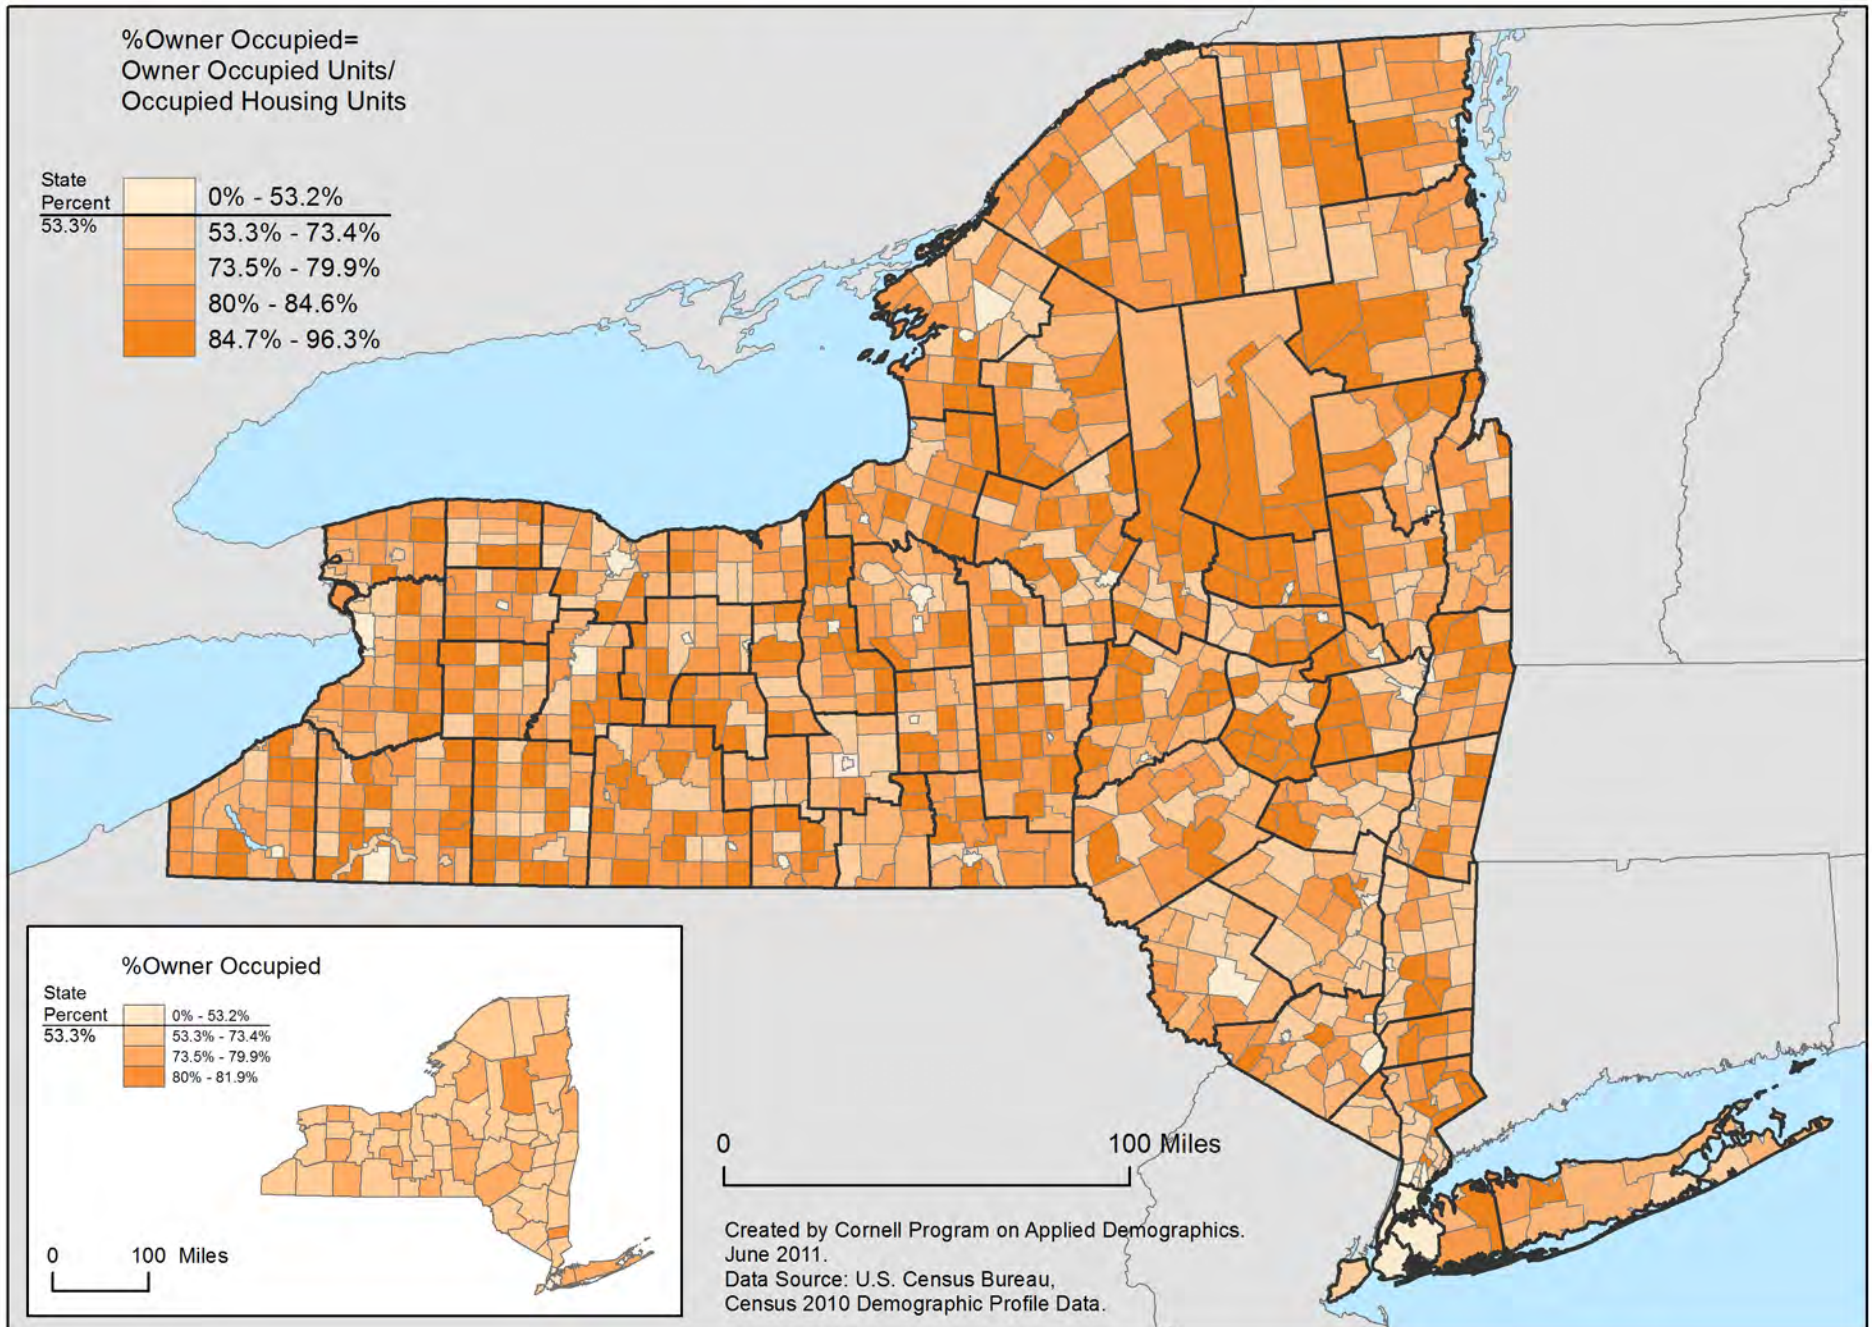 %Owner Occupied=
Owner Occupied Units/
Occupied Housing Units
State
Percent
53.3%
0% - 53.2%
53.3% - 73.4%
73.5% - 79.9%
80% - 84.6%
84.7% - 96.3%
%Owner Occupied
State
Percent
53.3%
0% - 53.2%
53.3% - 73.4%
73.5% - 79.9%
80% - 81.9%
0 100 Miles
0 100 Miles
Created by Cornell Program on Applied Demographics.
June 2011.
Data Source: U.S. Census Bureau,
Census 2010 Demographic Profile Data.